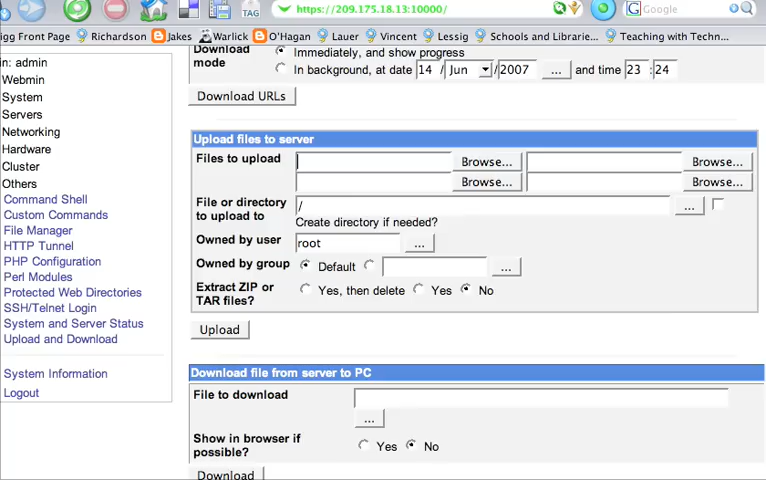 https://209.175.18.13:10000/
TAG
Google
igg Front Page Richardson Jakes Warlick O'Hagan Lauer Vincent Lessig Schools and Librarie... Teaching with Techn...
in: admin
Webmin
System
Servers
Networking
Hardware
Cluster
Others
Command Shell
Custom Commands
File Manager
HTTP Tunnel
PHP Configuration
Perl Modules
Protected Web Directories
SSH/Telnet Login
System and Server Status
Upload and Download
System Information
Logout
Download mode
Immediately, and show progress
In background, at date 14 / Jun / 2007 ... and time 23 : 24
Download URLs
Upload files to server
Files to upload Browse... Browse...
Browse... Browse...
File or directory
to upload to
/ ...
Create directory if needed?
Owned by user root ...
Owned by group Default ...
Extract ZIP or
TAR files?
Yes, then delete Yes No
Upload
Download file from server to PC
File to download
...
Show in browser if
possible?
Yes No
Download